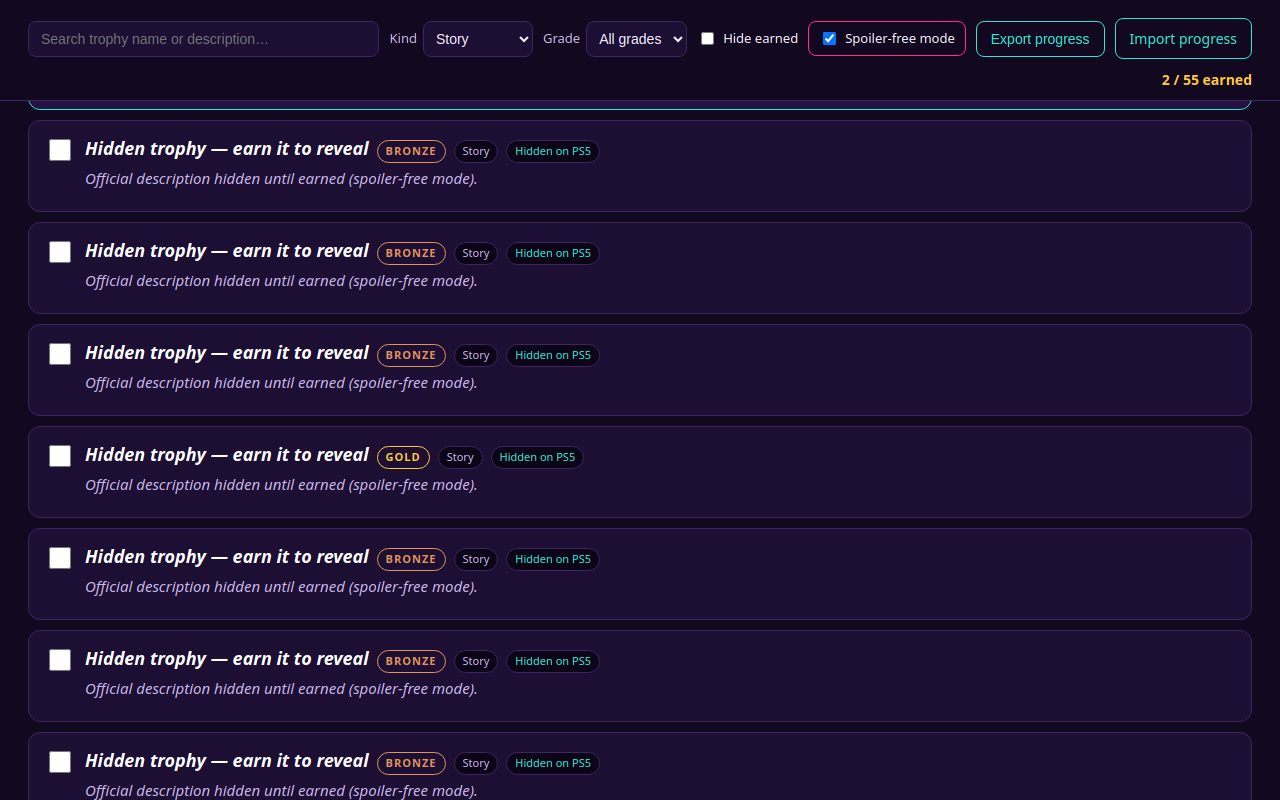 Search trophy name or description… Kind Story Grade All grades Hide earned Spoiler-free mode Export progress Import progress
2 / 55 earned
Hidden trophy — earn it to reveal BRONZE Story Hidden on PS5
Official description hidden until earned (spoiler-free mode).
Hidden trophy — earn it to reveal BRONZE Story Hidden on PS5
Official description hidden until earned (spoiler-free mode).
Hidden trophy — earn it to reveal BRONZE Story Hidden on PS5
Official description hidden until earned (spoiler-free mode).
Hidden trophy — earn it to reveal GOLD Story Hidden on PS5
Official description hidden until earned (spoiler-free mode).
Hidden trophy — earn it to reveal BRONZE Story Hidden on PS5
Official description hidden until earned (spoiler-free mode).
Hidden trophy — earn it to reveal BRONZE Story Hidden on PS5
Official description hidden until earned (spoiler-free mode).
Hidden trophy — earn it to reveal BRONZE Story Hidden on PS5
Official description hidden until earned (spoiler-free mode).